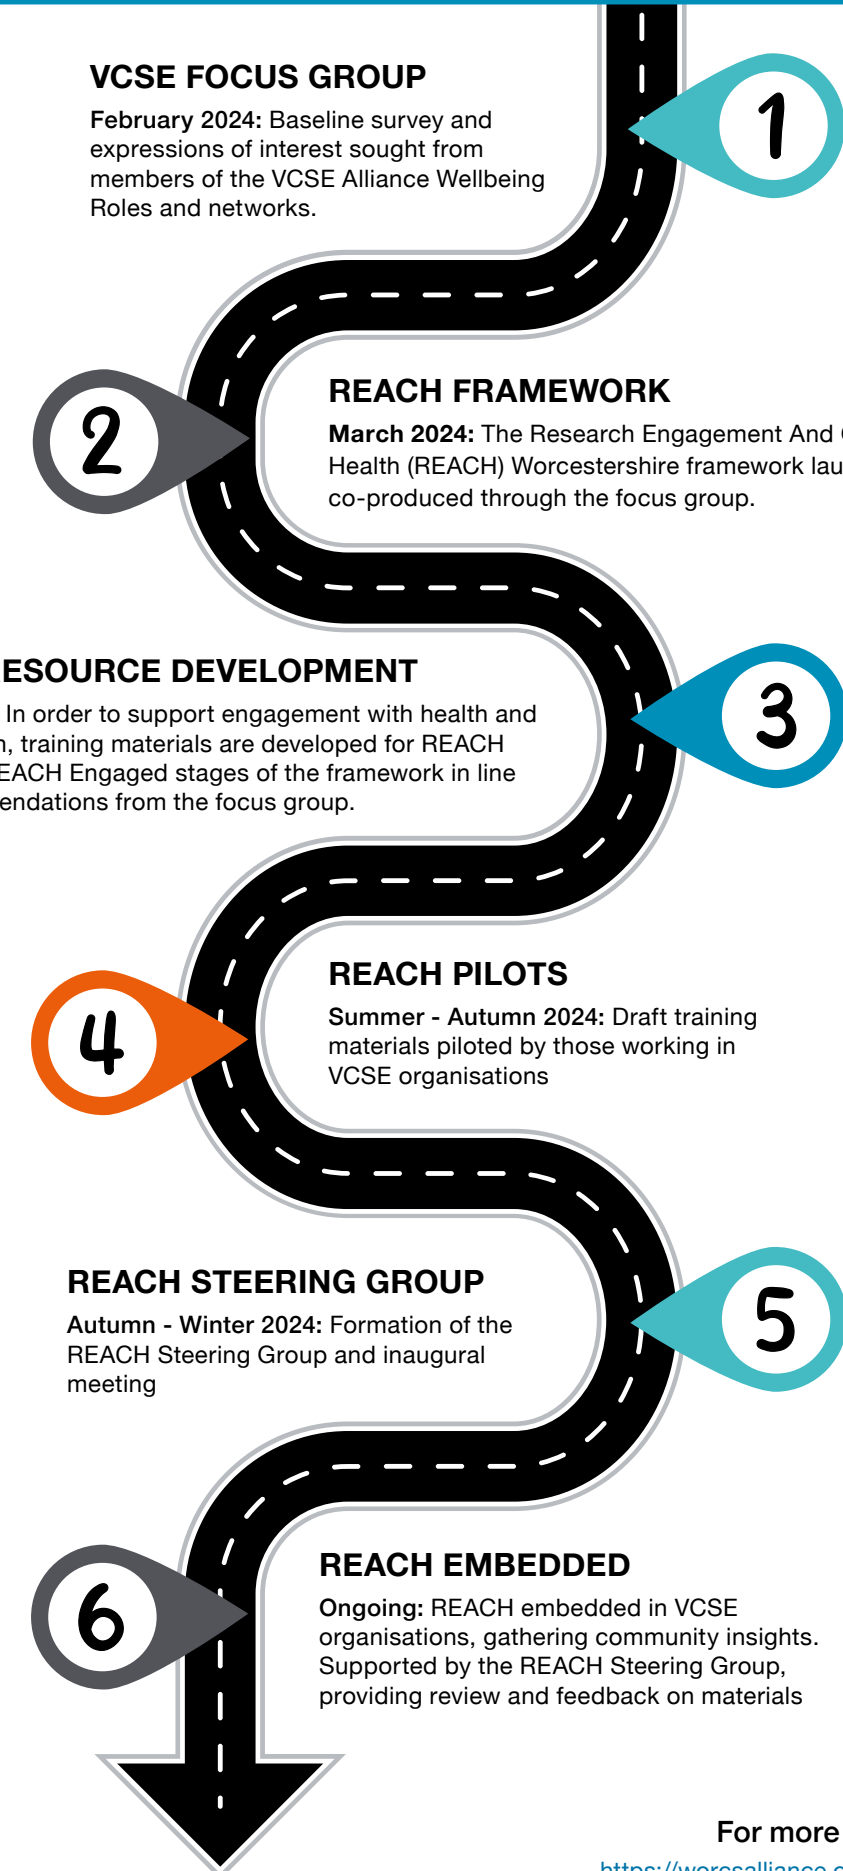 VCSE FOCUS GROUP
February 2024: Baseline survey and
expressions of interest sought from
members of the VCSE Alliance Wellbeing
Roles and networks.
1
REACH FRAMEWORK
March 2024: The Research Engagement And
Health (REACH) Worcestershire framework lau
co-produced through the focus group.
2
ESOURCE DEVELOPMENT
In order to support engagement with health and
n, training materials are developed for REACH
EACH Engaged stages of the framework in line
endations from the focus group.
3
REACH PILOTS
Summer - Autumn 2024: Draft training
materials piloted by those working in
VCSE organisations
4
REACH STEERING GROUP
Autumn - Winter 2024: Formation of the
REACH Steering Group and inaugural
meeting
5
REACH EMBEDDED
Ongoing: REACH embedded in VCSE
organisations, gathering community insights.
Supported by the REACH Steering Group,
providing review and feedback on materials
6
For more